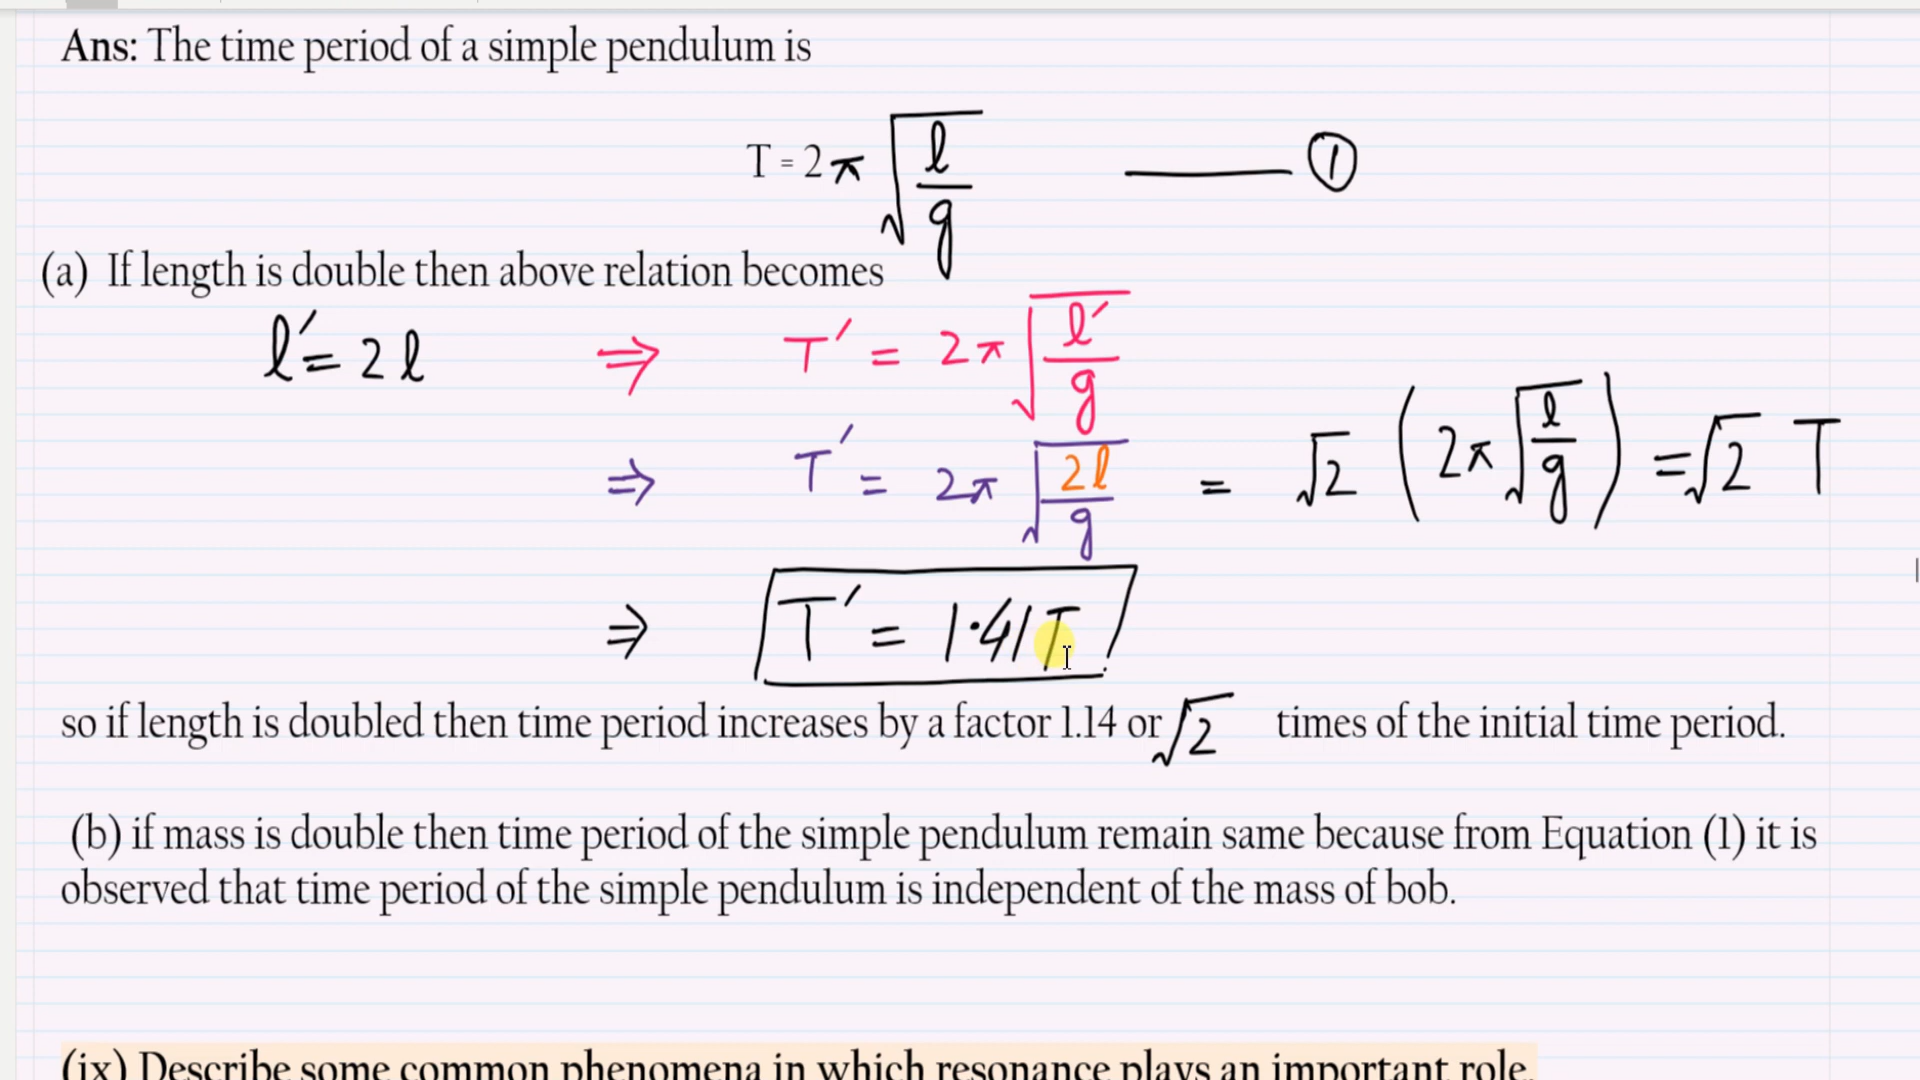 Ans: The time period of a simple pendulum is
T = 2π √(l/g) ——— ①
(a) If length is double then above relation becomes
l′ = 2l ⇒ T′ = 2π √(l′/g)
⇒ T′ = 2π √(2l/g) = √2 (2π √(l/g)) = √2 T
⇒ T′ = 1.41T
so if length is doubled then time period increases by a factor 1.14 or √2 times of the initial time period.
(b) if mass is double then time period of the simple pendulum remain same because from Equation (1) it is
observed that time period of the simple pendulum is independent of the mass of bob.
(ix) Describe some common phenomena in which resonance plays an important role.